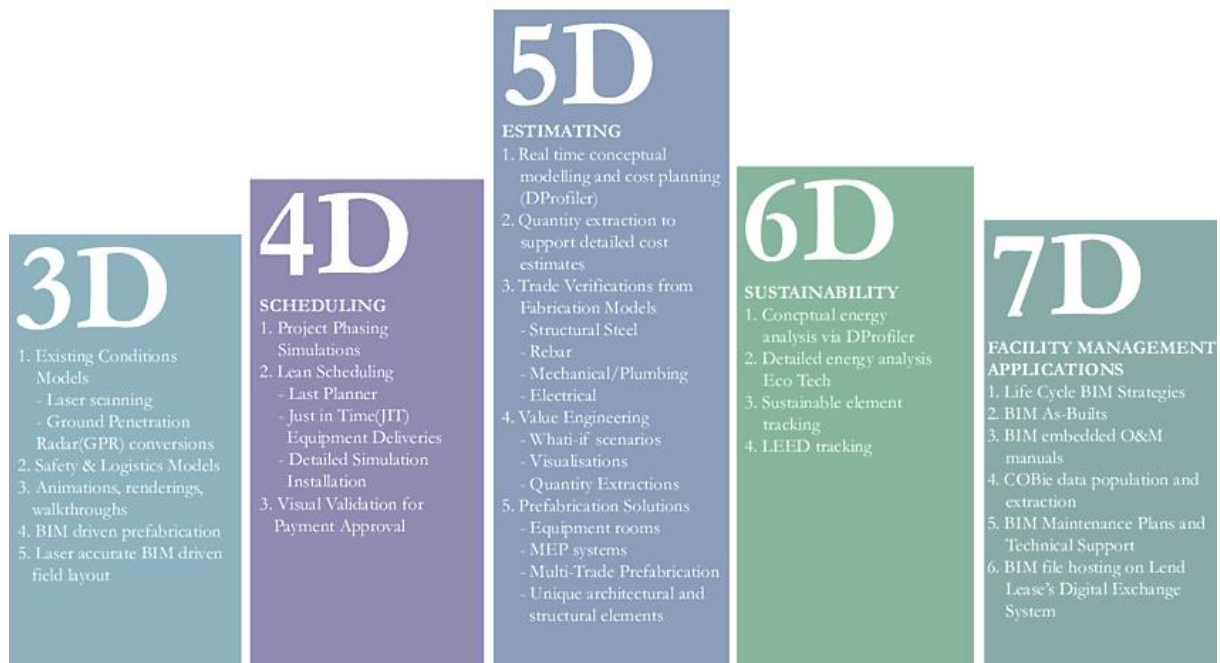 3D
1. Existing Conditions
Models
- Laser scanning
- Ground Penetration
Radar(GPR) conversions
2. Safety & Logistics Models
3. Animations, renderings,
walkthroughs
4. BIM driven prefabrication
5. Laser accurate BIM driven
field layout
4D
SCHEDULING
1. Project Phasing
Simulations
2. Lean Scheduling
- Last Planner
- Just in Time(JIT)
Equipment Deliveries
- Detailed Simulation
Installation
3. Visual Validation for
Payment Approval
5D
ESTIMATING
1. Real time conceptual
modelling and cost planning
(DProfiler)
2. Quantity extraction to
support detailed cost
estimates
3. Trade Verifications from
Fabrication Models
- Structural Steel
- Rebar
- Mechanical/Plumbing
- Electrical
4. Value Engineering
- Whati-if scenarios
- Visualisations
- Quantity Extractions
5. Prefabrication Solutions
- Equipment rooms
- MEP systems
- Multi-Trade Prefabrication
- Unique architectural and
structural elements
6D
SUSTAINABILITY
1. Concptual energy
analysis via DProfiler
2. Detailed energy analysis
Eco Tech
3. Sustainable element
tracking
4. LEED tracking
7D
FACILITY MANAGEMENT
APPLICATIONS
1. Life Cycle BIM Strategies
2. BIM As-Builts
3. BIM embedded O&M
manuals
4. COBie data population and
extraction
5. BIM Maintenance Plans and
Technical Support
6. BIM file hosting on Lend
Lease's Digital Exchange
System